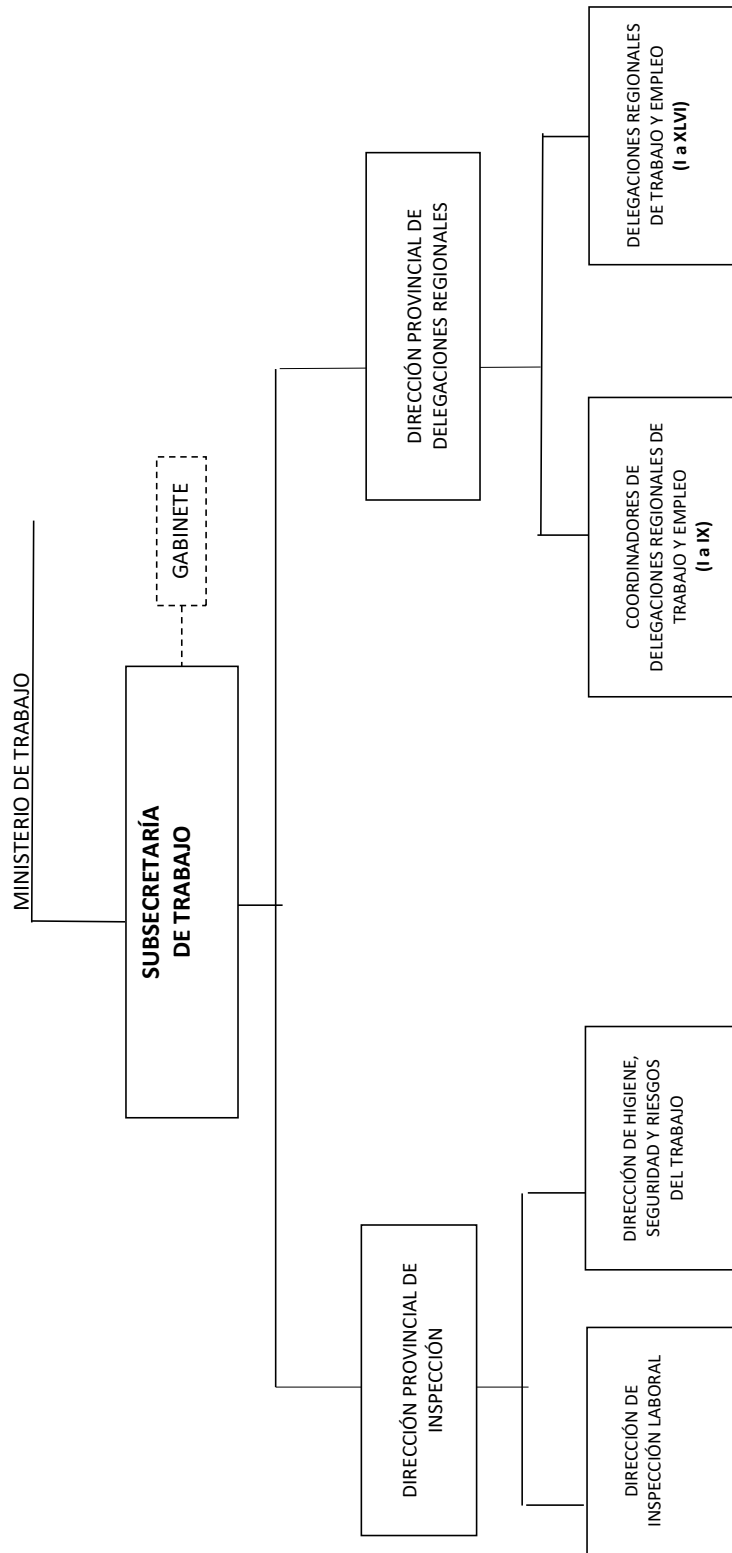 MINISTERIO DE TRABAJO
SUBSECRETARÍA
DE TRABAJO
GABINETE
DIRECCIÓN PROVINCIAL DE
INSPECCIÓN
DIRECCIÓN PROVINCIAL DE
DELEGACIONES REGIONALES
DIRECCIÓN DE
INSPECCIÓN LABORAL
DIRECCIÓN DE HIGIENE,
SEGURIDAD Y RIESGOS
DEL TRABAJO
COORDINADORES DE
DELEGACIONES REGIONALES DE
TRABAJO Y EMPLEO
(I a IX)
DELEGACIONES REGIONALES
DE TRABAJO Y EMPLEO
(I a XLVI)